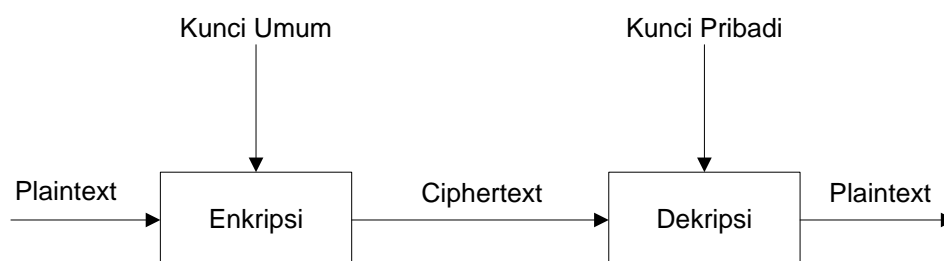 Kunci Umum
Kunci Pribadi
Plaintext
Enkripsi
Ciphertext
Dekripsi
Plaintext